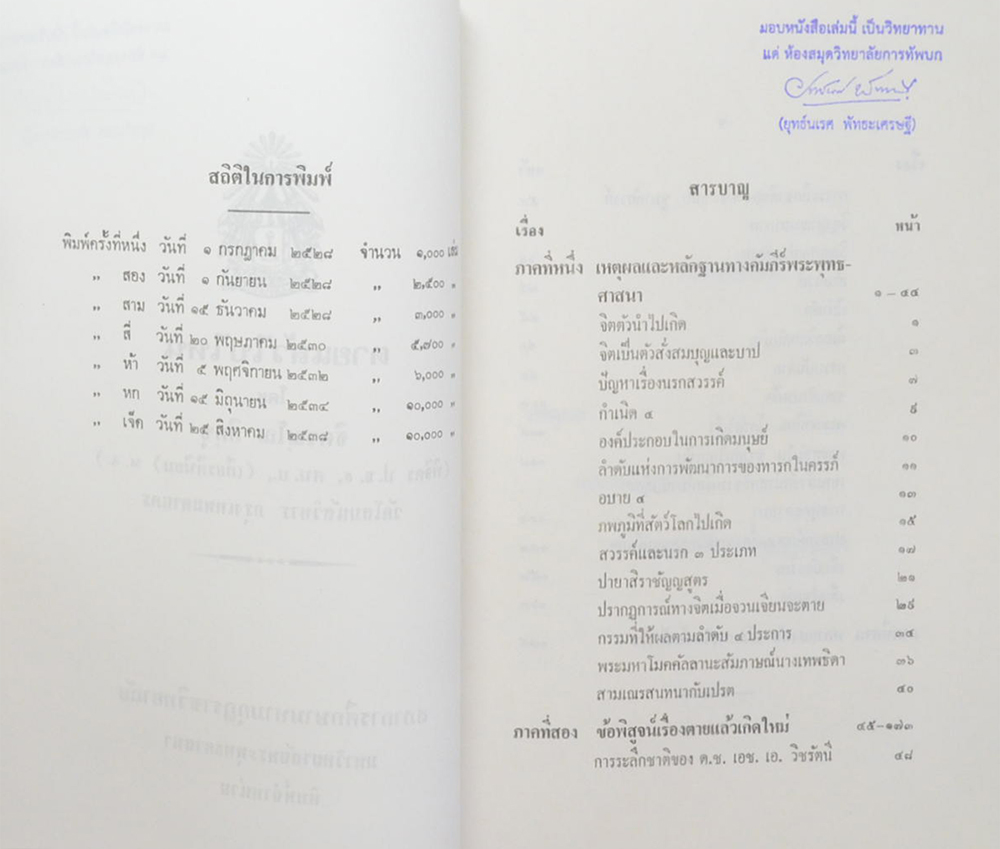 สถิติในการพิมพ์
พิมพ์ครั้งที่หนึ่ง วันที่ ๑ กรกฎาคม ๒๕๒๘ จำนวน ๑,๐๐๐ เล่ม
„ สอง วันที่ ๑ กันยายน ๒๕๒๘ „ ๒,๕๐๐ „
„ สาม วันที่ ๑๕ ธันวาคม ๒๕๒๘ „ ๓,๐๐๐ „
„ สี่ วันที่ ๒๐ พฤษภาคม ๒๕๓๐ „ ๕,๗๐๐ „
„ ห้า วันที่ ๕ พฤศจิกายน ๒๕๓๒ „ ๖,๐๐๐ „
„ หก วันที่ ๑๕ มิถุนายน ๒๕๓๔ „ ๑๐,๐๐๐ „
„ เจ็ด วันที่ ๒๕ สิงหาคม ๒๕๓๘ „ ๑๐,๐๐๐ „
มอบหนังสือเล่มนี้ เป็นวิทยาทาน
แด่ ห้องสมุดวิทยาลัยการทัพบก
(ยุทธ์นเรศ พัทธะเศรษฐี)
สารบาญ
เรื่อง หน้า
ภาคที่หนึ่ง เหตุผลและหลักฐานทางคัมภีร์พระพุทธ-
ศาสนา ๑ - ๔๔
จิตตัวนำไปเกิด ๑
จิตเป็นตัวสั่งสมบุญและบาป ๓
ปัญหาเรื่องนรกสวรรค์ ๗
กำเนิด ๔ ๙
องค์ประกอบในการเกิดมนุษย์ ๑๐
ลำดับแห่งการพัฒนาการของทารกในครรภ์ ๑๑
อบาย ๔ ๑๓
ภพภูมิที่สัตว์โลกไปเกิด ๑๕
สวรรค์และนรก ๓ ประเภท ๑๗
ปายาสิราชัญญสูตร ๒๑
ปรากฏการณ์ทางจิตเมื่อจวนเจียนจะตาย ๒๙
กรรมที่ให้ผลตามลำดับ ๔ ประการ ๓๔
พระมหาโมคคัลลานะสัมภาษณ์นางเทพธิดา ๓๖
สามเณรสนทนากับเปรต ๔๐
ภาคที่สอง ข้อพิสูจน์เรื่องตายแล้วเกิดใหม่ ๔๕-๑๗๓
การระลึกชาติของ ด.ช. เอช. เอ. วิชรัตนี ๔๘